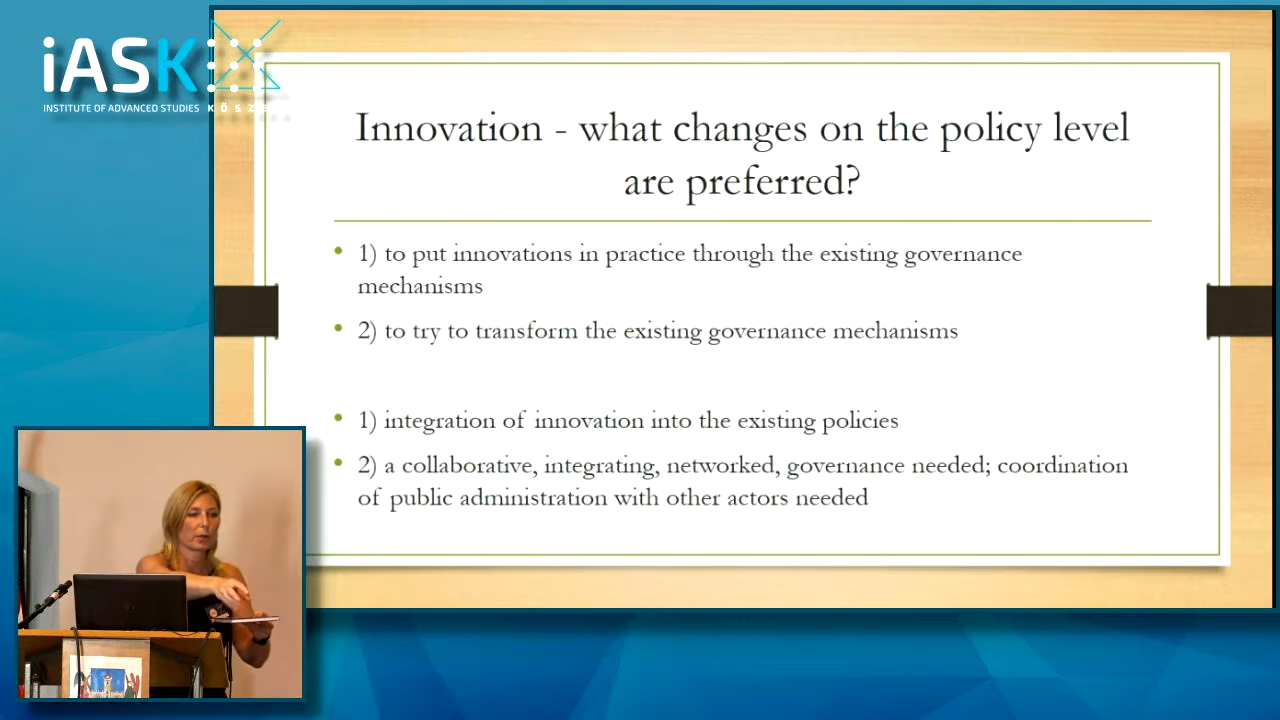 iASK
INSTITUTE OF ADVANCED STUDIES KŐSZEG
Innovation - what changes on the policy level
are preferred?
• 1) to put innovations in practice through the existing governance
mechanisms
• 2) to try to transform the existing governance mechanisms
• 1) integration of innovation into the existing policies
• 2) a collaborative, integrating, networked, governance needed; coordination
of public administration with other actors needed